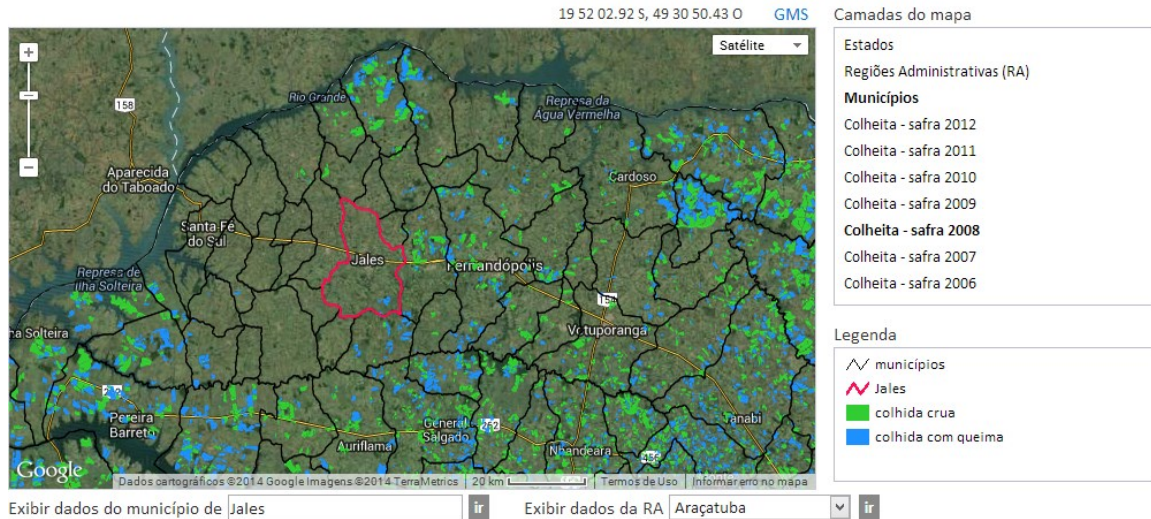 19 52 02.92 S, 49 30 50.43 O GMS
Satélite
158
Rio Grande
Represa da
Água Vermelha
Aparecida
do Taboado
Cardoso
Santa Fé
do Sul
Jales
Fernandópolis
Represa de
Ilha Solteira
154
ha Solteira
Votuporanga
Pereira
Barreto
General
Salgado
Tanabi
Auriflama
Nhandeara
456
Google
Dados cartográficos ©2014 Google Imagens ©2014 TerraMetrics
20 km
Termos de Uso
Informar erro no mapa
Exibir dados do município de Jales ir
Exibir dados da RA Araçatuba ir
Camadas do mapa
Estados
Regiões Administrativas (RA)
Municípios
Colheita - safra 2012
Colheita - safra 2011
Colheita - safra 2010
Colheita - safra 2009
Colheita - safra 2008
Colheita - safra 2007
Colheita - safra 2006
Legenda
municípios
Jales
colhida crua
colhida com queima